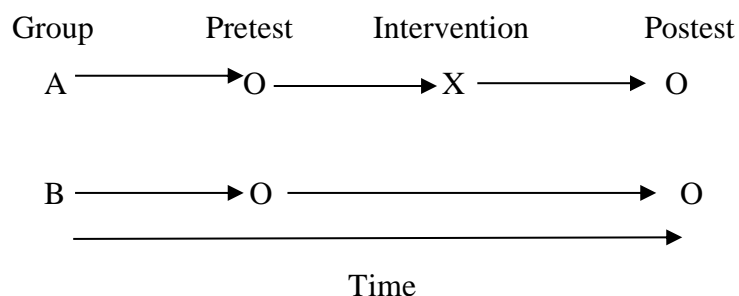 Group Pretest Intervention Postest
A O X O
B O O
Time